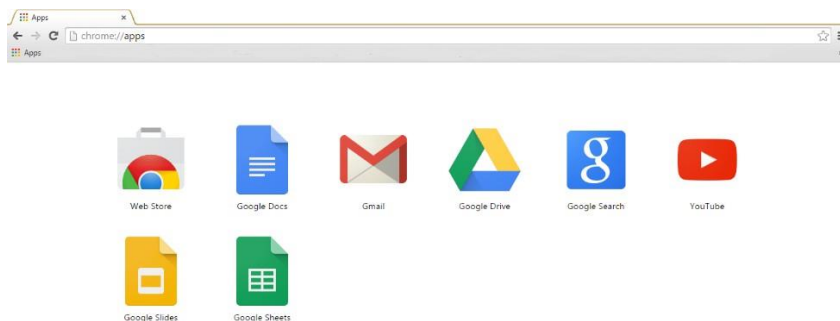 Apps
chrome://apps
Apps
Web Store Google Docs Gmail Google Drive Google Search YouTube
Google Slides Google Sheets